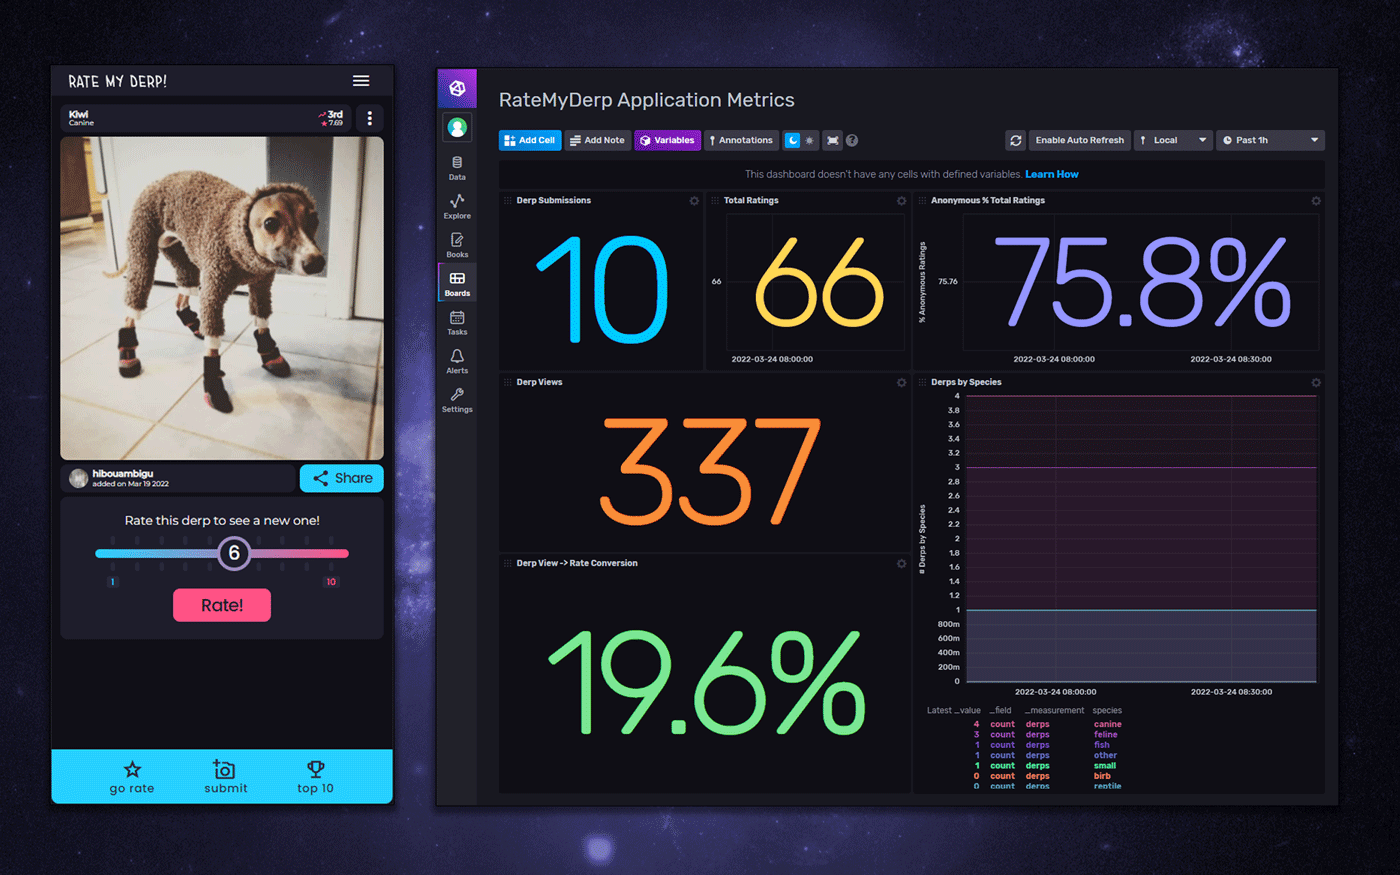 RATE MY DERP!
Kiwi
Canine
3rd
7.69
hibouambigu
added on Mar 19 2022
Share
Rate this derp to see a new one!
6
1
10
Rate!
go rate
submit
top 10
Data
Explore
Books
Boards
Tasks
Alerts
Settings
RateMyDerp Application Metrics
Add Cell
Add Note
Variables
Annotations
?
Enable Auto Refresh
Local
Past 1h
This dashboard doesn't have any cells with defined variables. Learn How
Derp Submissions
10
Total Ratings
66
66
2022-03-24 08:00:00
Anonymous % Total Ratings
% Anonymous Ratings
75.76
75.8%
2022-03-24 08:00:00
2022-03-24 08:30:00
Derp Views
337
Derp View -> Rate Conversion
19.6%
Derps by Species
# Derps by Species
4
3.8
3.6
3.4
3.2
3
2.8
2.6
2.4
2.2
2
1.8
1.6
1.4
1.2
1
800m
600m
400m
200m
0
2022-03-24 08:00:00
2022-03-24 08:30:00
Latest _value _field _measurement species
4 count derps canine
3 count derps feline
1 count derps fish
1 count derps other
1 count derps small
0 count derps birb
0 count derps reptile